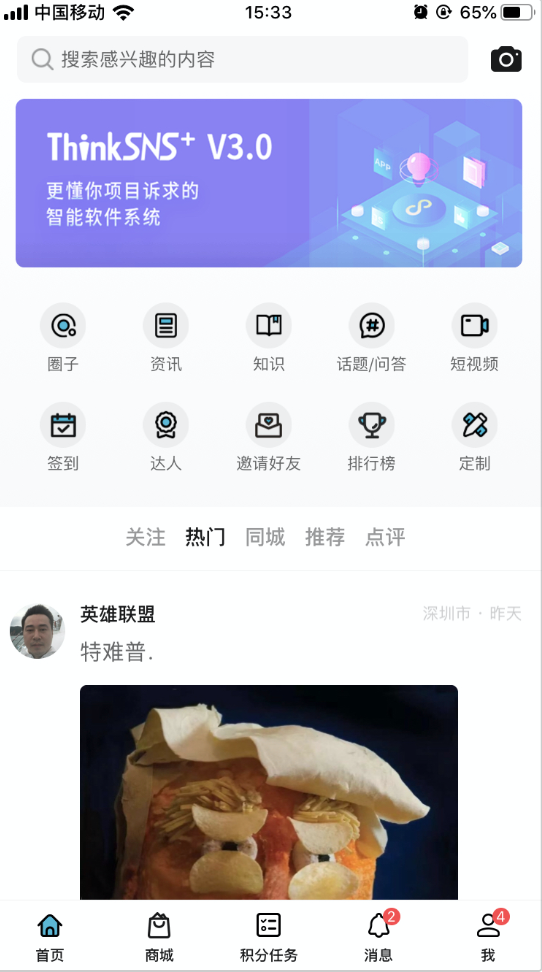 中国移动
15:33
65%
搜索感兴趣的内容
ThinkSNS+ V3.0
更懂你项目诉求的
智能软件系统
APP
圈子
资讯
知识
话题/问答
短视频
签到
达人
邀请好友
排行榜
定制
关注 热门 同城 推荐 点评
英雄联盟
深圳市 · 昨天
特难普.
2
4
首页
商城
积分任务
消息
我